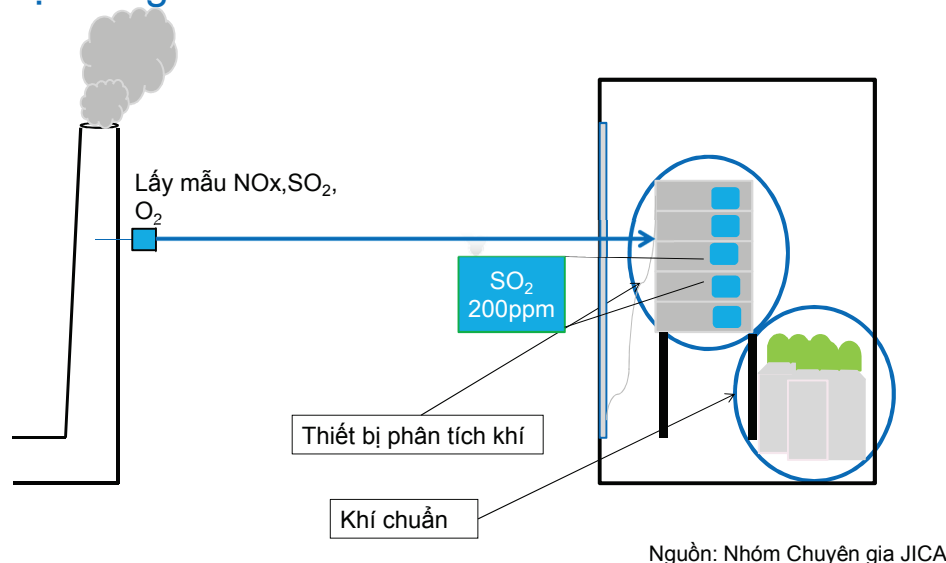 Lấy mẫu NOx,SO₂,
O₂
SO₂
200ppm
Thiết bị phân tích khí
Khí chuẩn
Nguồn: Nhóm Chuyên gia JICA